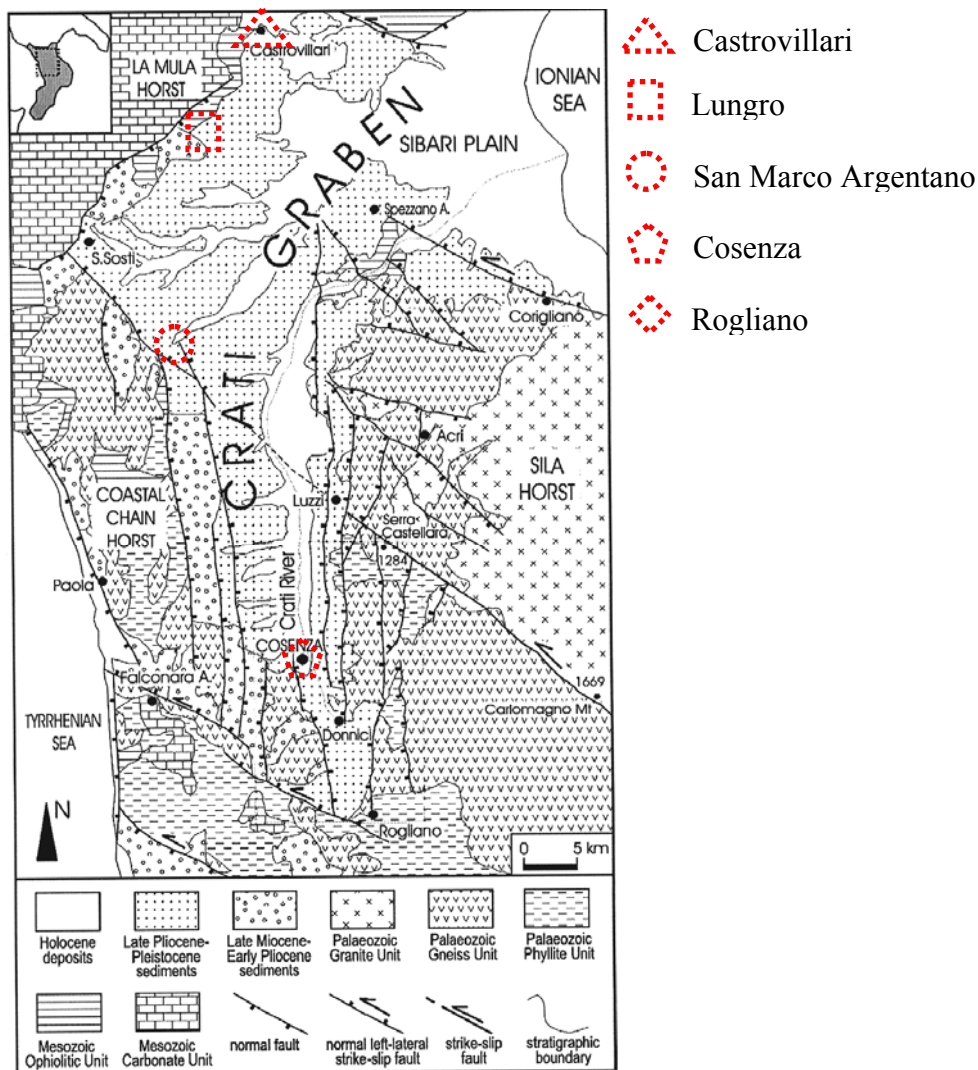 Castrovillari
LA MULA
HORST
IONIAN
SEA
SIBARI PLAIN
CRATI GRABEN
Spezzano A.
S.Sosti
Corigliano
Acri
SILA
HORST
COASTAL
CHAIN
HORST
Luzzi
Serra
Castellara
1284
Paola
Crati River
COSENZA
1669
Carlomagno Mt
Falconara A.
TYRRHENIAN
SEA
Donnici
N
Rogliano
0 5 km
Castrovillari
Lungro
San Marco Argentano
Cosenza
Rogliano
Holocene
deposits
Late Pliocene-
Pleistocene
sediments
Late Miocene-
Early Pliocene
sediments
Palaeozoic
Granite Unit
Palaeozoic
Gneiss Unit
Palaeozoic
Phyllite Unit
Mesozoic
Ophiolitic Unit
Mesozoic
Carbonate Unit
normal fault
normal left-lateral
strike-slip fault
strike-slip
fault
stratigraphic
boundary